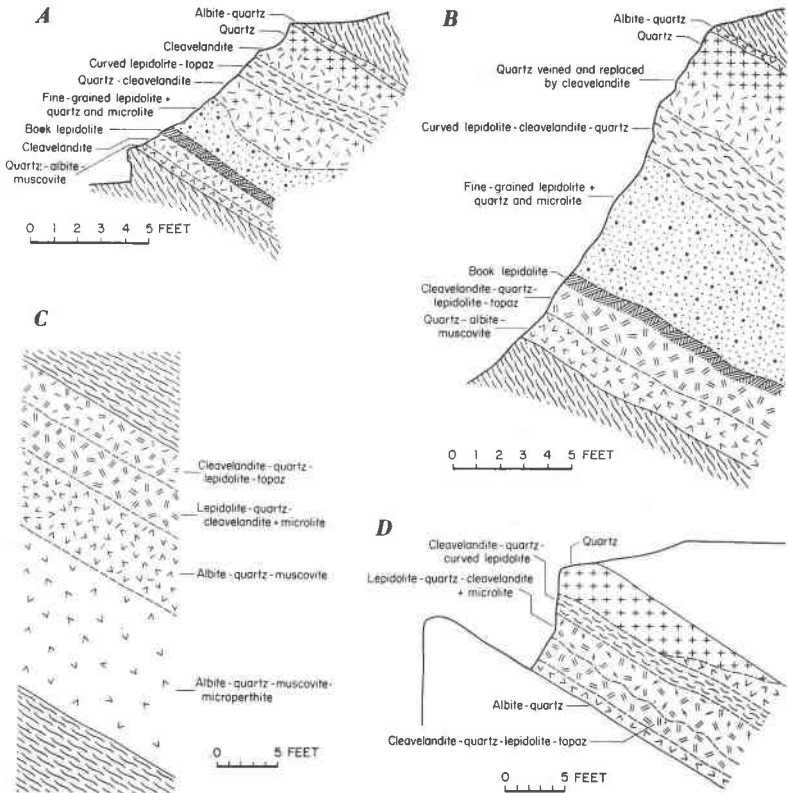 A
Albite-quartz
Quartz
Cleavelandite
Curved lepidolite-topaz
Quartz-cleavelandite
Fine-grained lepidolite +
quartz and microlite
Book lepidolite
Cleavelandite
Quartz-albite-
muscovite
0 1 2 3 4 5 FEET
B
Albite-quartz
Quartz
Quartz veined and replaced
by cleavelandite
Curved lepidolite-cleavelandite-quartz
Fine-grained lepidolite +
quartz and microlite
Book lepidolite
Cleavelandite-quartz-
lepidolite-topaz
Quartz-albite-
muscovite
0 1 2 3 4 5 FEET
C
Cleavelandite-quartz-
lepidolite-topaz
Lepidolite-quartz-
cleavelandite + microlite
Albite-quartz-muscovite
Albite-quartz-muscovite-
microperthite
0 5 FEET
D
Quartz
Cleavelandite-quartz-
curved lepidolite
Lepidolite-quartz-cleavelandite
+ microlite
Albite-quartz
Cleavelandite-quartz-lepidolite-topaz
0 5 FEET